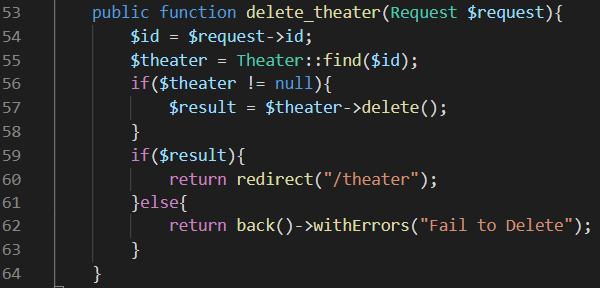 53 public function delete_theater(Request $request){
54 $id = $request->id;
55 $theater = Theater::find($id);
56 if($theater != null){
57 $result = $theater->delete();
58 }
59 if($result){
60 return redirect("/theater");
61 }else{
62 return back()->withErrors("Fail to Delete");
63 }
64 }